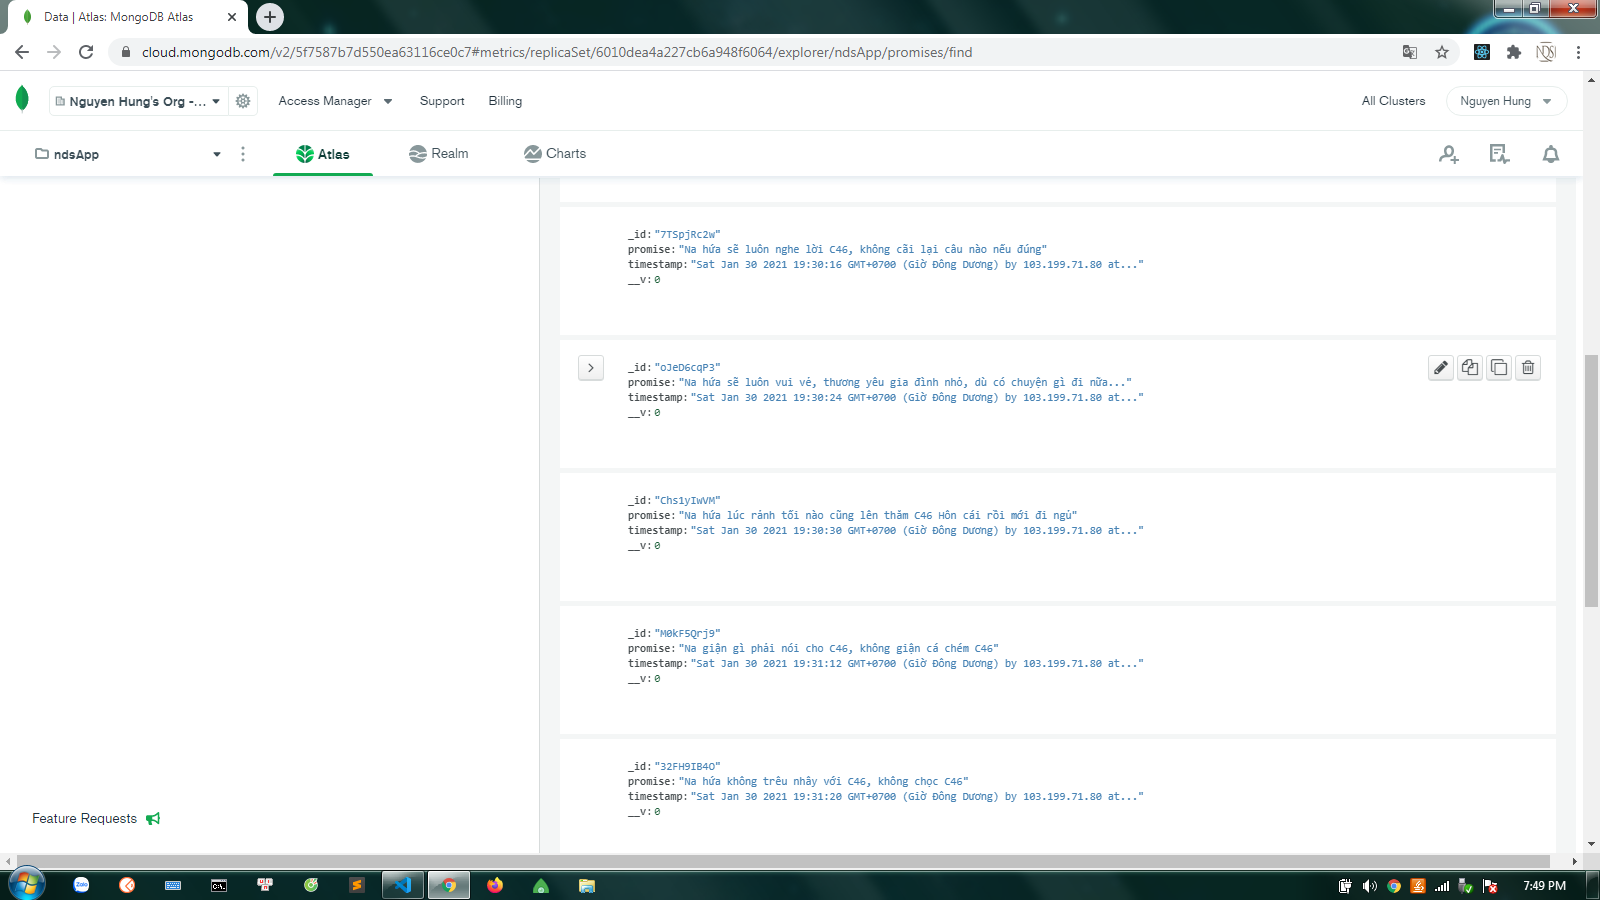 Data | Atlas: MongoDB Atlas
cloud.mongodb.com/v2/5f7587b7d550ea63116ce0c7#metrics/replicaSet/6010dea4a227cb6a948f6064/explorer/ndsApp/promises/find
NDS
Nguyen Hung's Org -... Access Manager Support Billing All Clusters Nguyen Hung
ndsApp Atlas Realm Charts
_id: "7TSpjRc2w"
promise: "Na hứa sẽ luôn nghe lời C46, không cãi lại câu nào nếu đúng"
timestamp: "Sat Jan 30 2021 19:30:16 GMT+0700 (Giờ Đông Dương) by 103.199.71.80 at..."
__v: 0
_id: "oJeD6cqP3"
promise: "Na hứa sẽ luôn vui vẻ, thương yêu gia đình nhỏ, dù có chuyện gì đi nữa..."
timestamp: "Sat Jan 30 2021 19:30:24 GMT+0700 (Giờ Đông Dương) by 103.199.71.80 at..."
__v: 0
_id: "Chs1yIwVM"
promise: "Na hứa lúc rảnh tối nào cũng lên thăm C46 Hôn cái rồi mới đi ngủ"
timestamp: "Sat Jan 30 2021 19:30:30 GMT+0700 (Giờ Đông Dương) by 103.199.71.80 at..."
__v: 0
_id: "M0kF5Qrj9"
promise: "Na giận gì phải nói cho C46, không giận cá chém C46"
timestamp: "Sat Jan 30 2021 19:31:12 GMT+0700 (Giờ Đông Dương) by 103.199.71.80 at..."
__v: 0
_id: "32FH9IB4O"
promise: "Na hứa không trêu nhây với C46, không chọc C46"
timestamp: "Sat Jan 30 2021 19:31:20 GMT+0700 (Giờ Đông Dương) by 103.199.71.80 at..."
__v: 0
Feature Requests
Zalo
C:\.
7:49 PM